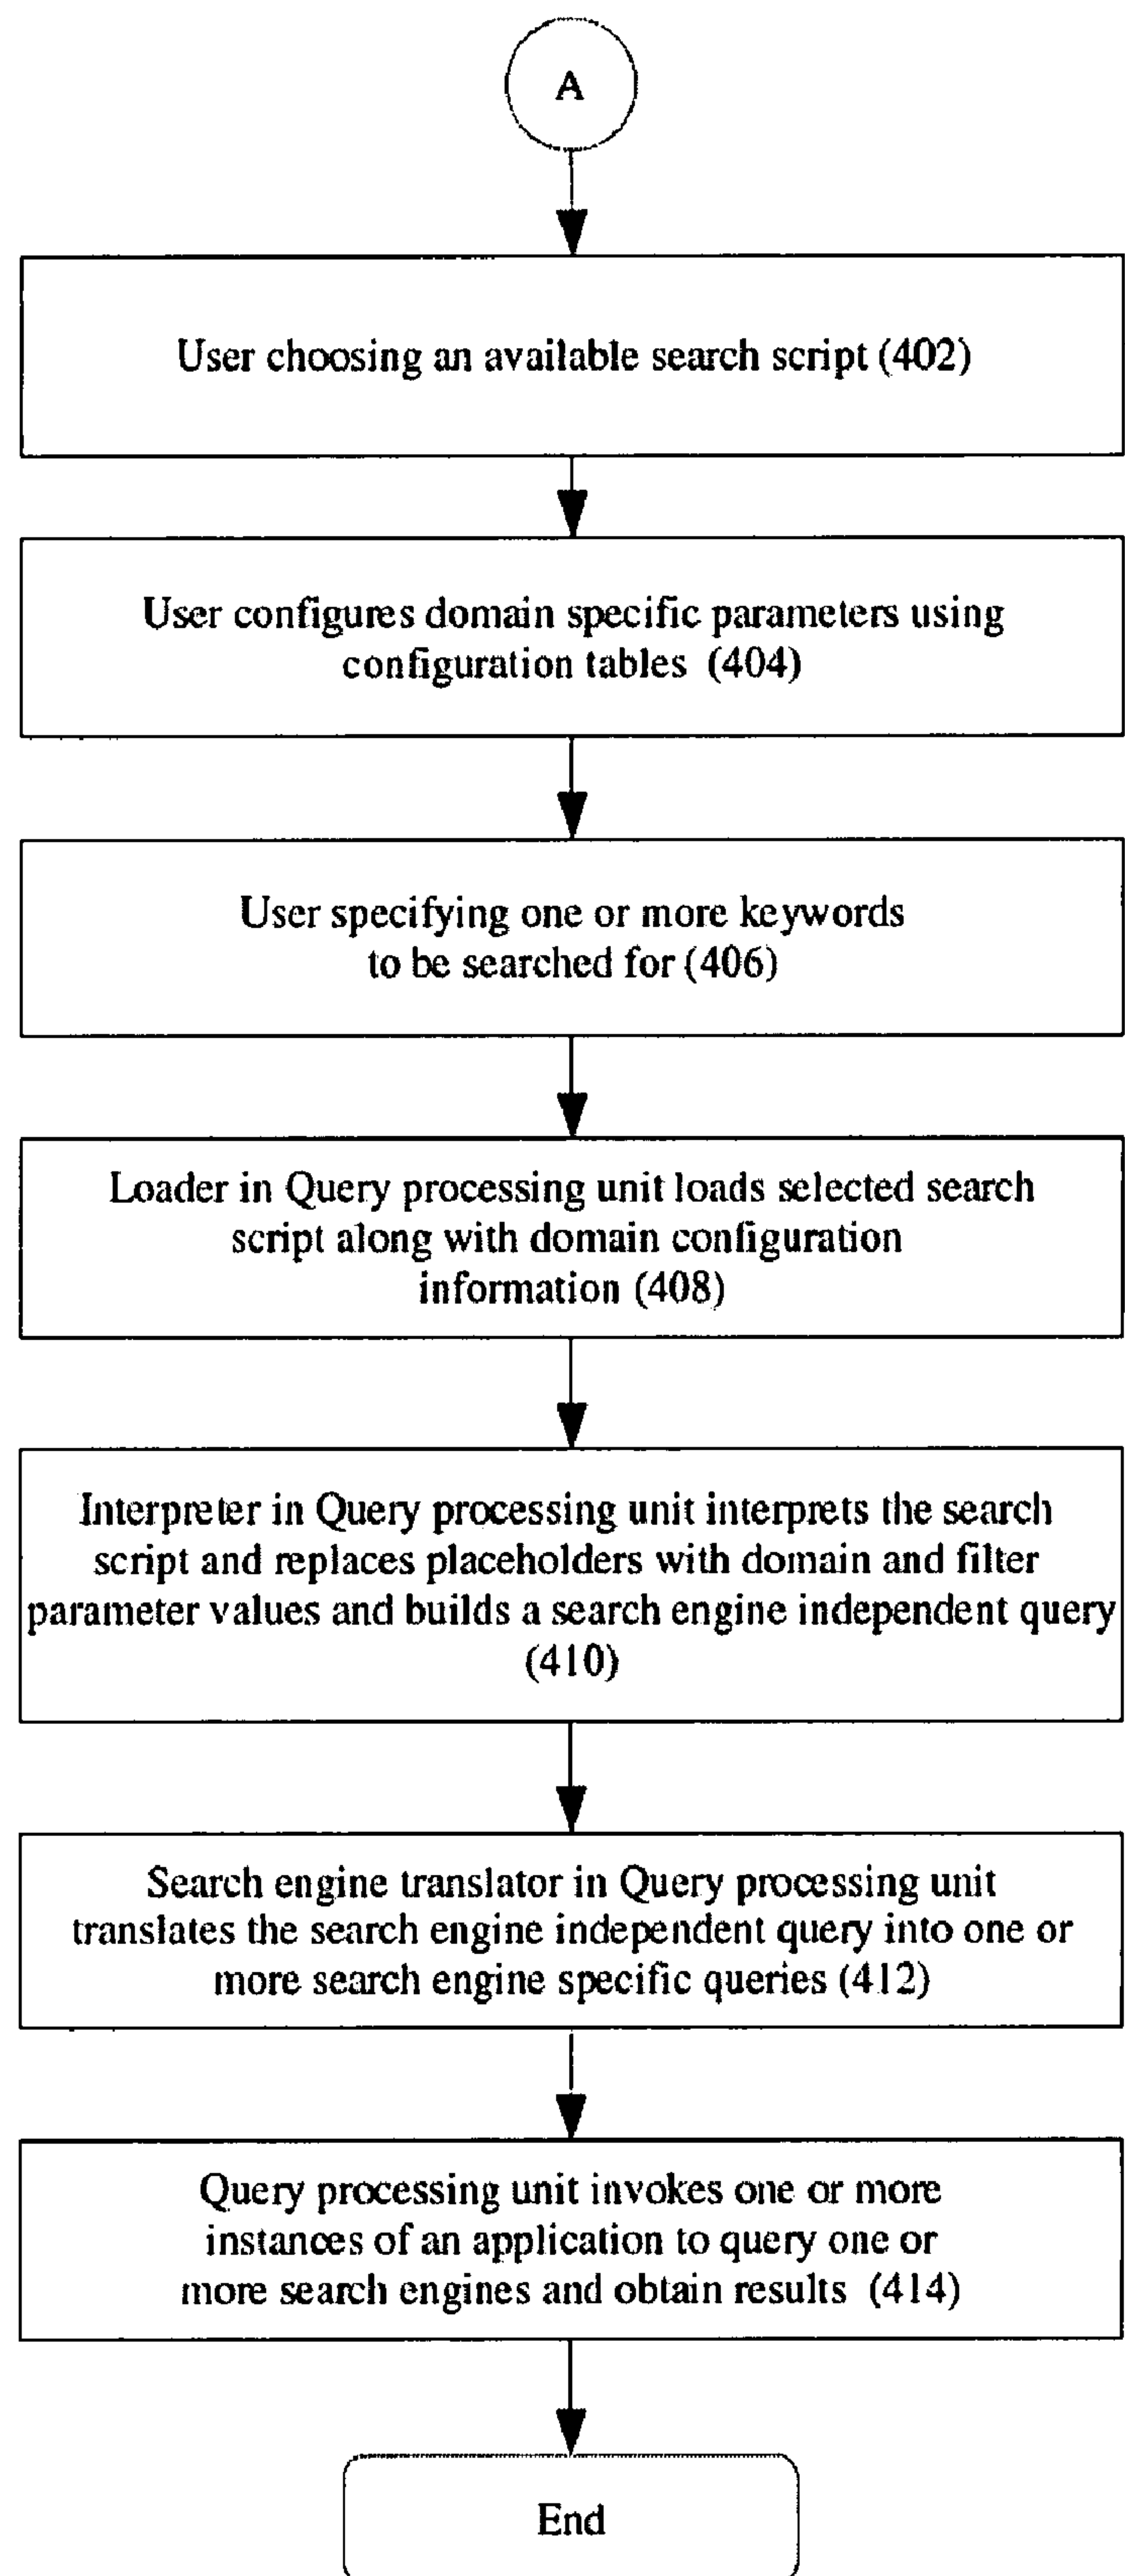 A
User choosing an available search script (402)
User configures domain specific parameters using
configuration tables (404)
User specifying one or more keywords
to be searched for (406)
Loader in Query processing unit loads selected search
script along with domain configuration
information (408)
Interpreter in Query processing unit interprets the search
script and replaces placeholders with domain and filter
parameter values and builds a search engine independent query
(410)
Search engine translator in Query processing unit
translates the search engine independent query into one or
more search engine specific queries (412)
Query processing unit invokes one or more
instances of an application to query one or
more search engines and obtain results (414)
End